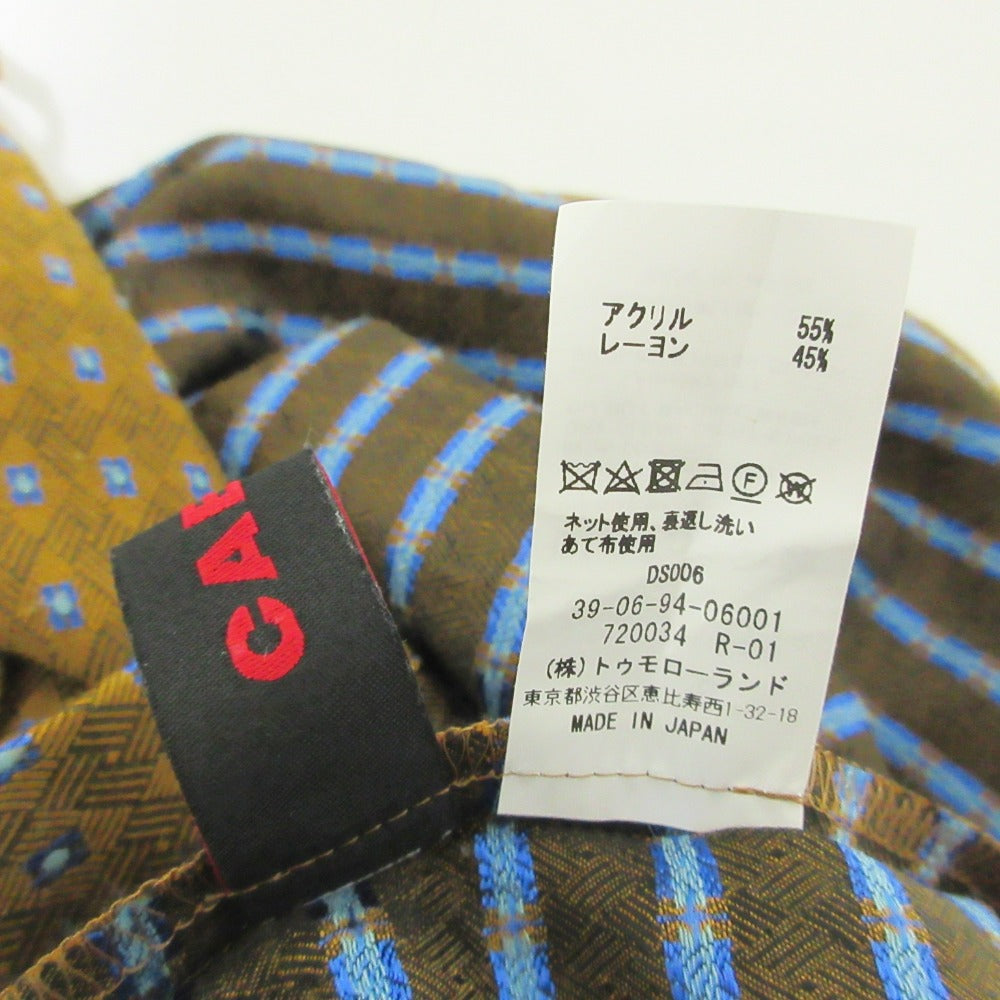 アクリル 55%
レーヨン 45%
ネット使用、裏返し洗い
あて布使用
DS006
39-06-94-06001
720034 R-01
(株)トゥモローランド
東京都渋谷区恵比寿西1-32-18
MADE IN JAPAN